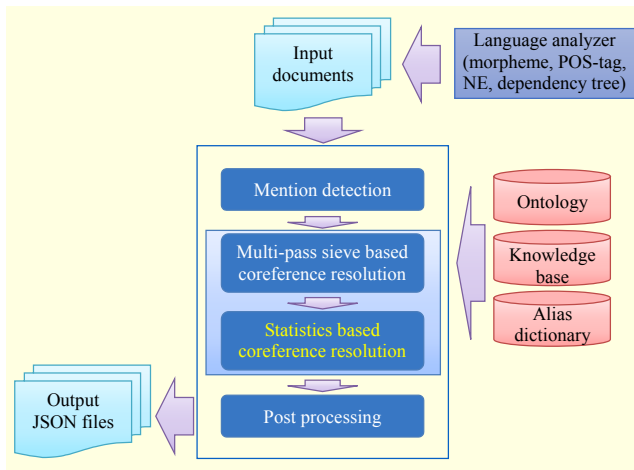 Input
documents
Language analyzer
(morpheme, POS-tag,
NE, dependency tree)
Mention detection
Multi-pass sieve based
coreference resolution
Statistics based
coreference resolution
Post processing
Ontology
Knowledge
base
Alias
dictionary
Output
JSON files